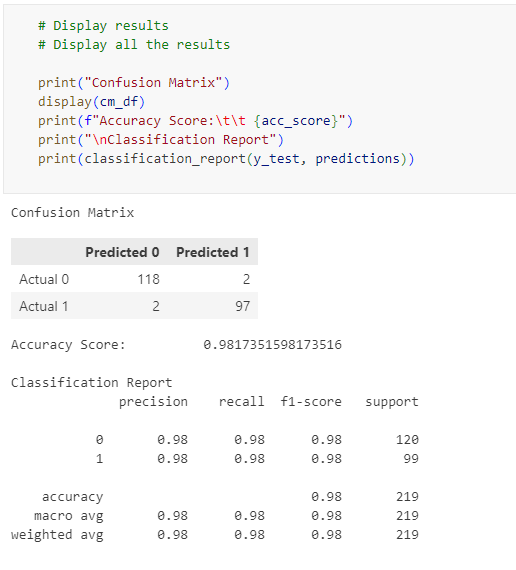 # Display results
# Display all the results
print("Confusion Matrix")
display(cm_df)
print(f"Accuracy Score:\t\t {acc_score}")
print("\nClassification Report")
print(classification_report(y_test, predictions))
Confusion Matrix
Predicted 0 Predicted 1
Actual 0 118 2
Actual 1 2 97
Accuracy Score: 0.9817351598173516
Classification Report
precision recall f1-score support
0 0.98 0.98 0.98 120
1 0.98 0.98 0.98 99
accuracy 0.98 219
macro avg 0.98 0.98 0.98 219
weighted avg 0.98 0.98 0.98 219